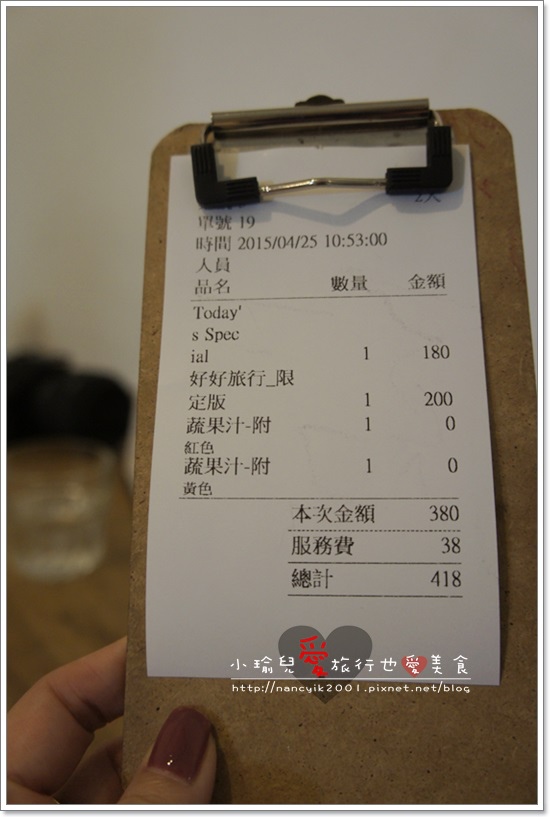 2人
單號 19
時間 2015/04/25 10:53:00
人員
品名 數量 金額
Today'
s Spec
ial 1 180
好好旅行_限
定版 1 200
蔬果汁-附 1 0
紅色
蔬果汁-附 1 0
黃色
本次金額 380
服務費 38
總計 418
小瑜兒愛旅行也愛美食
http://nancyik2001.pixnet.net/blog